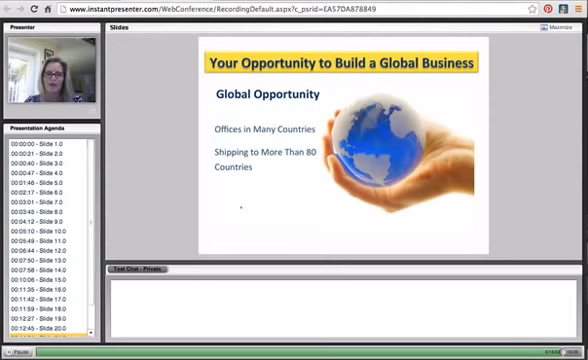 www.instantpresenter.com/WebConference/RecordingDefault.aspx?c_psrid=EA57DA878849
Presenter
Slides
Maximize
Your Opportunity to Build a Global Business
Global Opportunity
Offices in Many Countries
Shipping to More Than 80
Countries
Presentation Agenda
00:00:00 - Slide 1.0
00:00:21 - Slide 2.0
00:00:40 - Slide 3.0
00:00:47 - Slide 4.0
00:01:46 - Slide 5.0
00:02:17 - Slide 6.0
00:03:01 - Slide 7.0
00:03:45 - Slide 8.0
00:04:12 - Slide 9.0
00:05:10 - Slide 10.0
00:05:49 - Slide 11.0
00:06:44 - Slide 12.0
00:07:50 - Slide 13.0
00:07:58 - Slide 14.0
00:10:06 - Slide 15.0
00:11:35 - Slide 16.0
00:11:42 - Slide 17.0
00:11:59 - Slide 18.0
00:12:27 - Slide 19.0
00:12:45 - Slide 20.0
Text Chat - Private
Pause